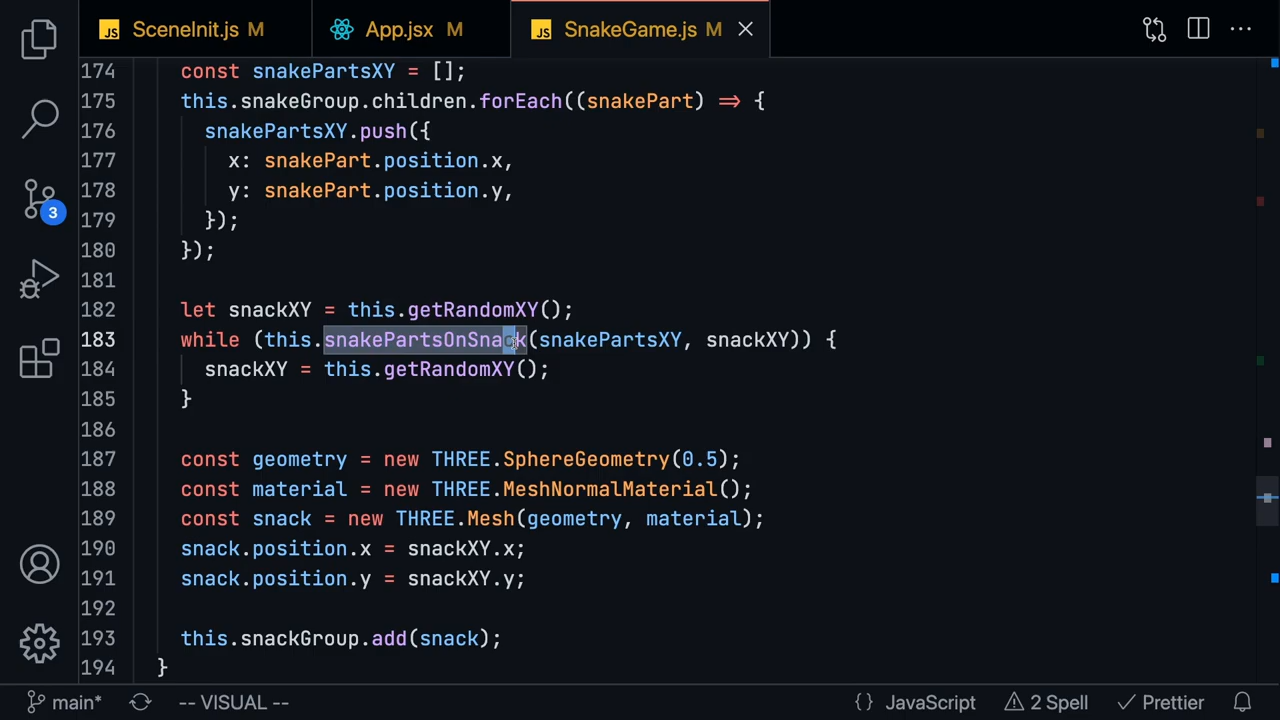 JS SceneInit.js M
App.jsx M
JS SnakeGame.js M
174 const snakePartsXY = [];
175 this.snakeGroup.children.forEach((snakePart) => {
176 snakePartsXY.push({
177 x: snakePart.position.x,
178 y: snakePart.position.y,
179 });
180 });
181
182 let snackXY = this.getRandomXY();
183 while (this.snakePartsOnSnack(snakePartsXY, snackXY)) {
184 snackXY = this.getRandomXY();
185 }
186
187 const geometry = new THREE.SphereGeometry(0.5);
188 const material = new THREE.MeshNormalMaterial();
189 const snack = new THREE.Mesh(geometry, material);
190 snack.position.x = snackXY.x;
191 snack.position.y = snackXY.y;
192
193 this.snackGroup.add(snack);
194 }
3
main* -- VISUAL -- {} JavaScript 2 Spell Prettier